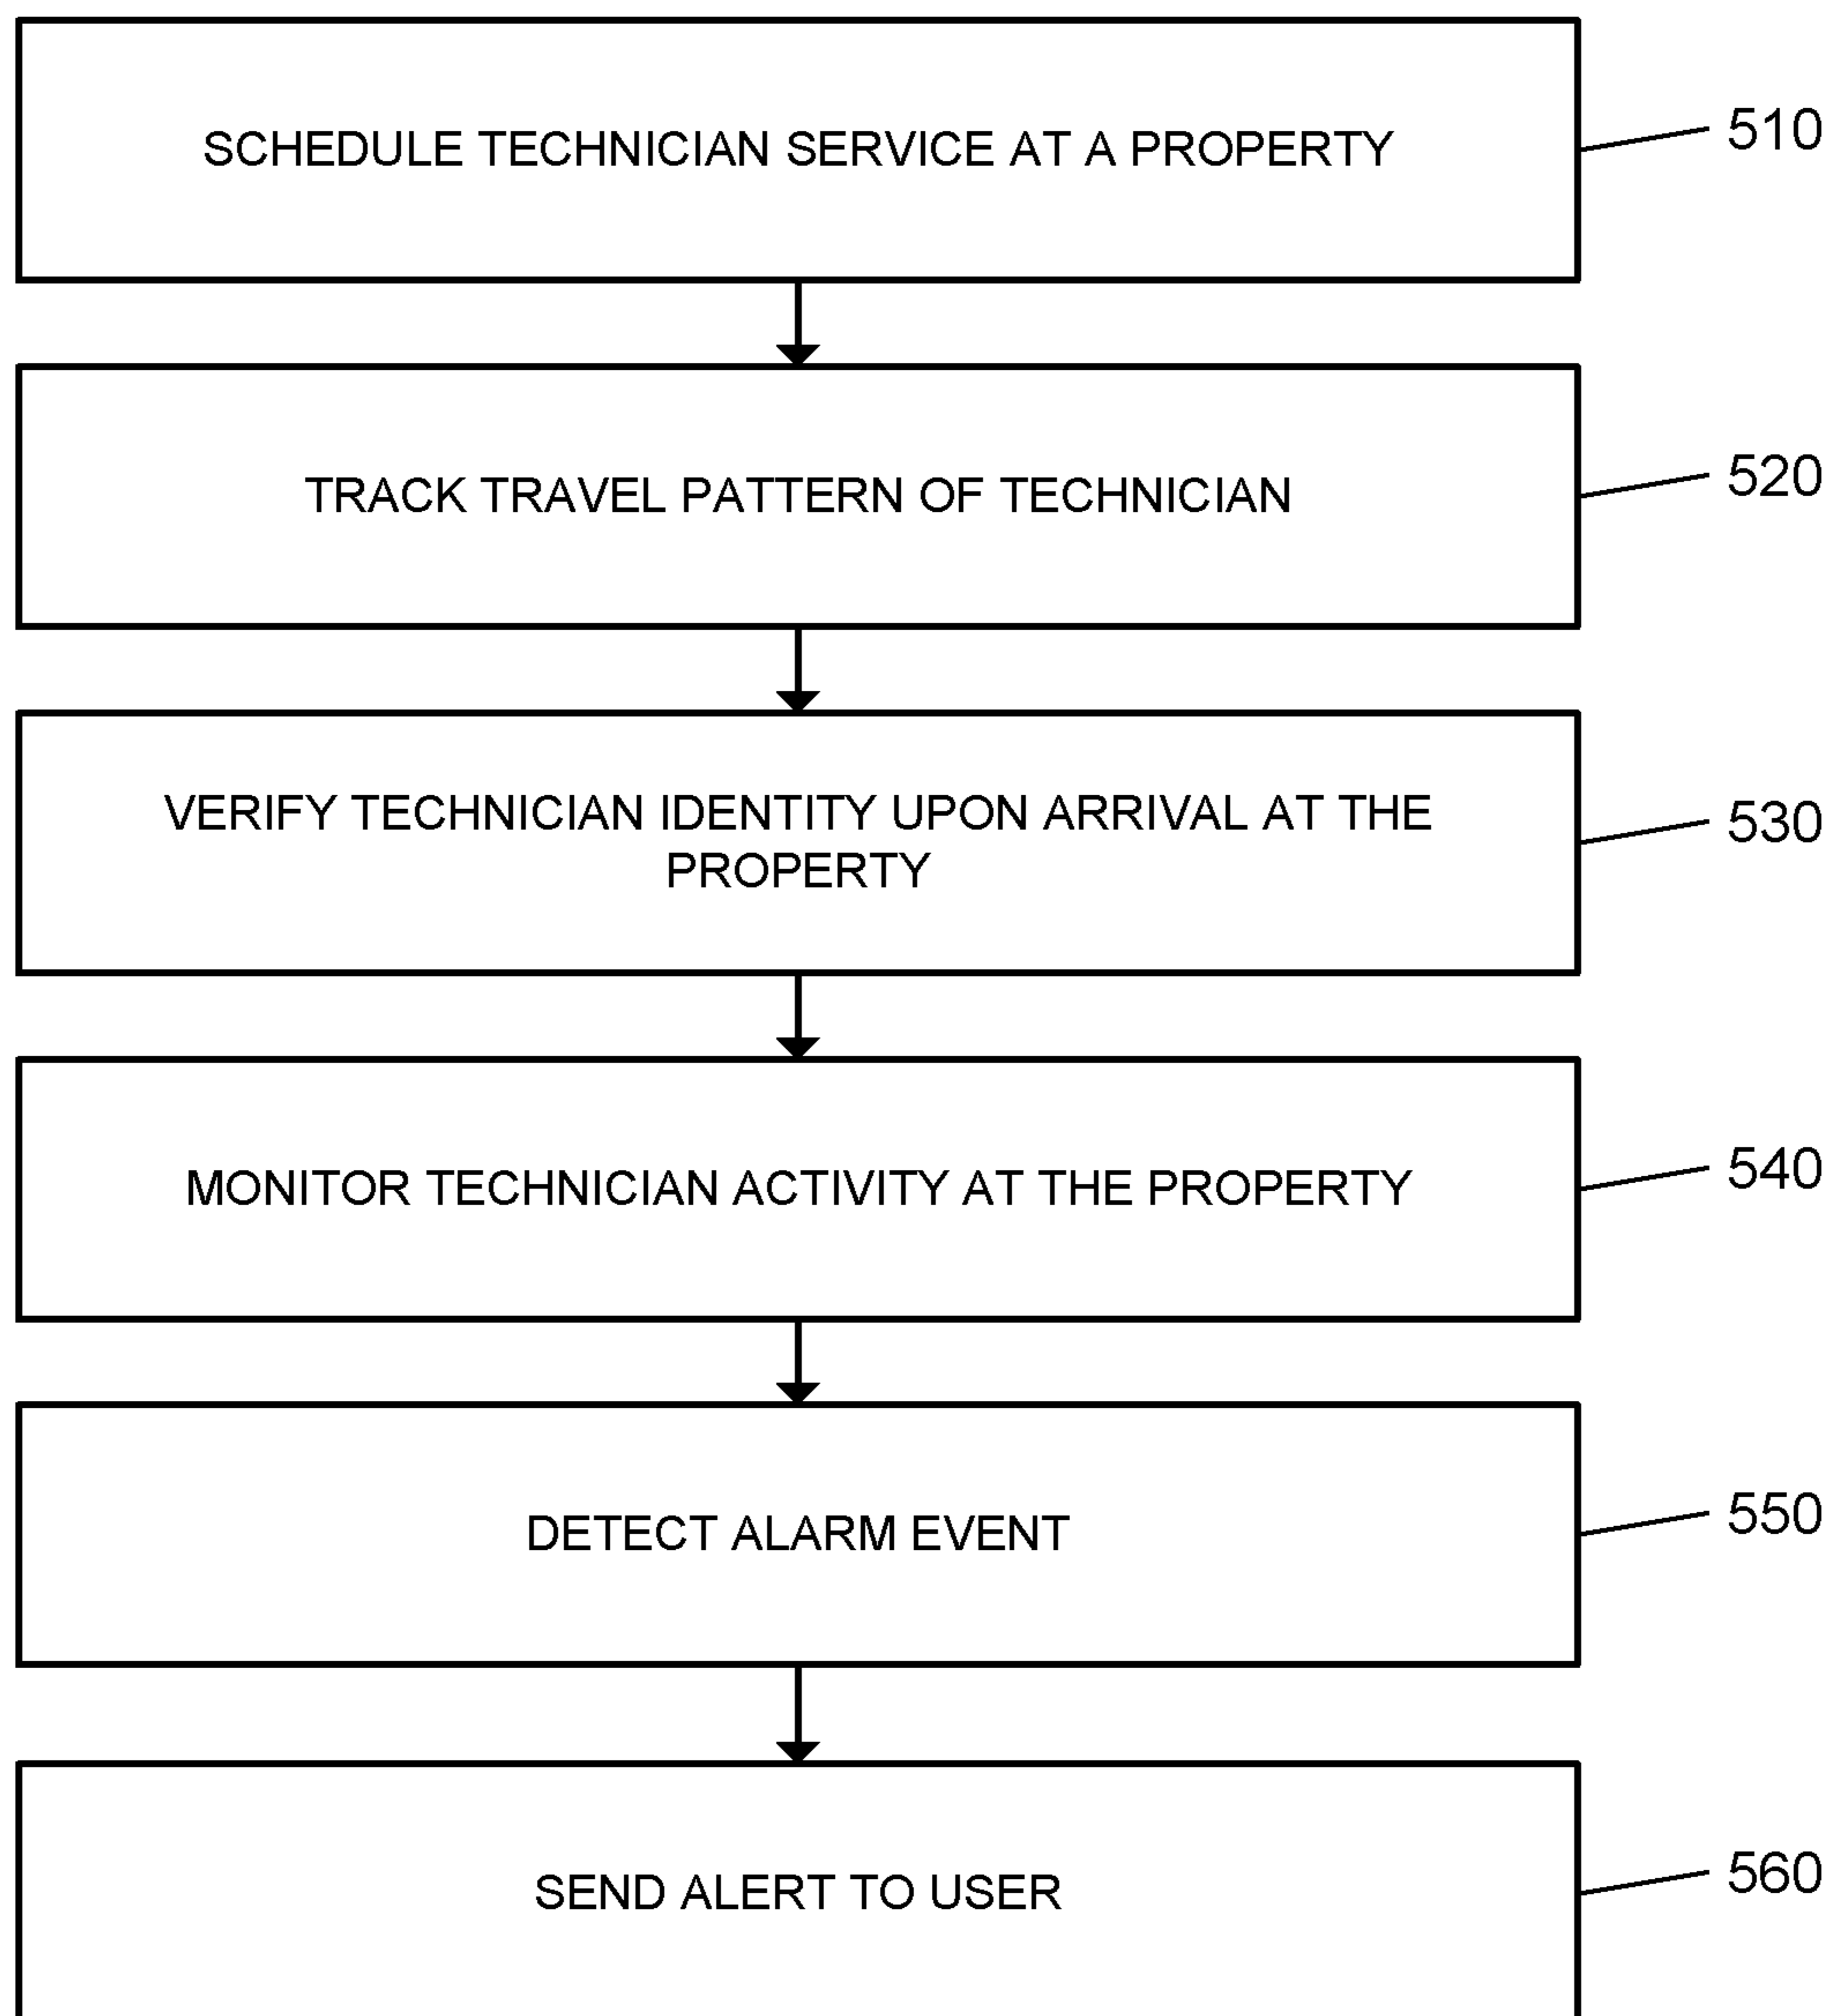 SCHEDULE TECHNICIAN SERVICE AT A PROPERTY
510
TRACK TRAVEL PATTERN OF TECHNICIAN
520
VERIFY TECHNICIAN IDENTITY UPON ARRIVAL AT THE
PROPERTY
530
MONITOR TECHNICIAN ACTIVITY AT THE PROPERTY
540
DETECT ALARM EVENT
550
SEND ALERT TO USER
560